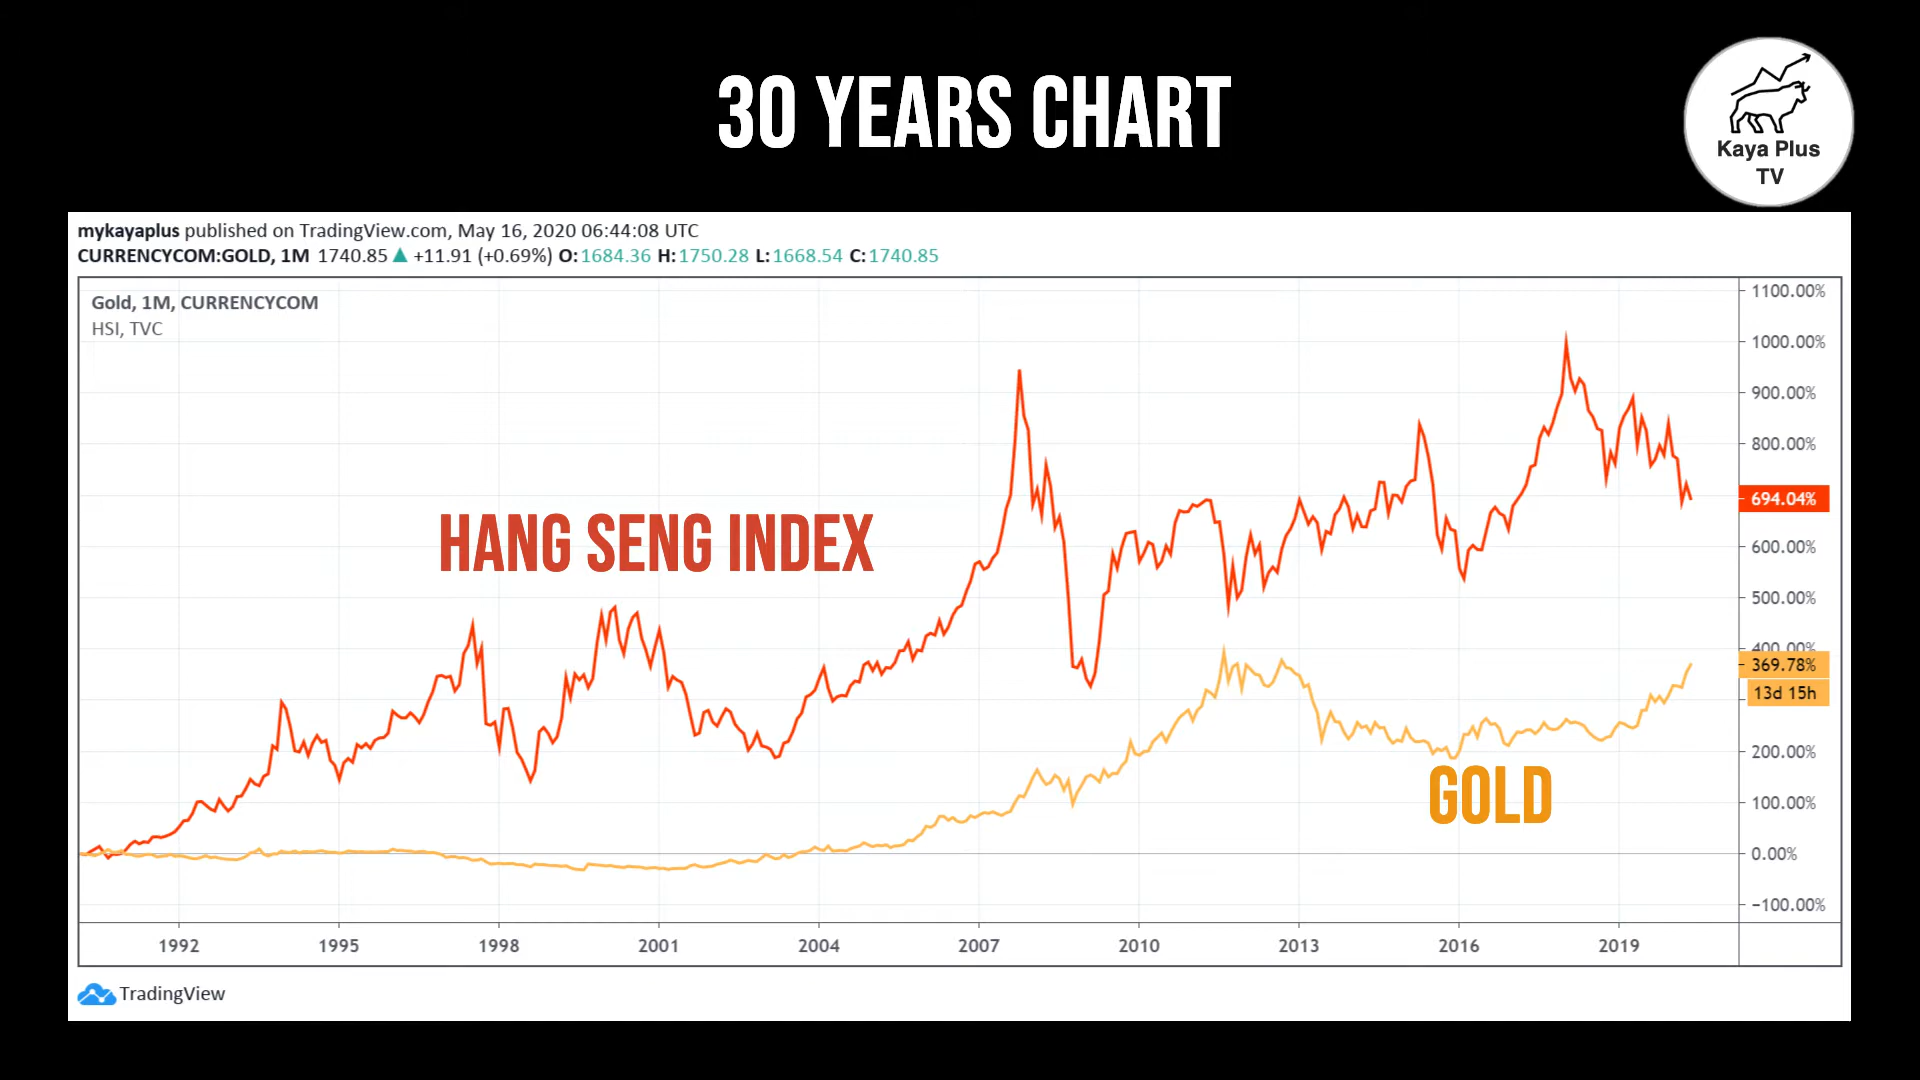 30 YEARS CHART
Kaya Plus
TV
mykayaplus published on TradingView.com, May 16, 2020 06:44:08 UTC
CURRENCYCOM:GOLD, 1M 1740.85 ▲ +11.91 (+0.69%) O:1684.36 H:1750.28 L:1668.54 C:1740.85
Gold, 1M, CURRENCYCOM
HSI, TVC
1100.00%
1000.00%
900.00%
800.00%
694.04%
600.00%
500.00%
400.00%
369.78%
13d 15h
200.00%
100.00%
0.00%
−100.00%
HANG SENG INDEX
GOLD
1992 1995 1998 2001 2004 2007 2010 2013 2016 2019
TradingView